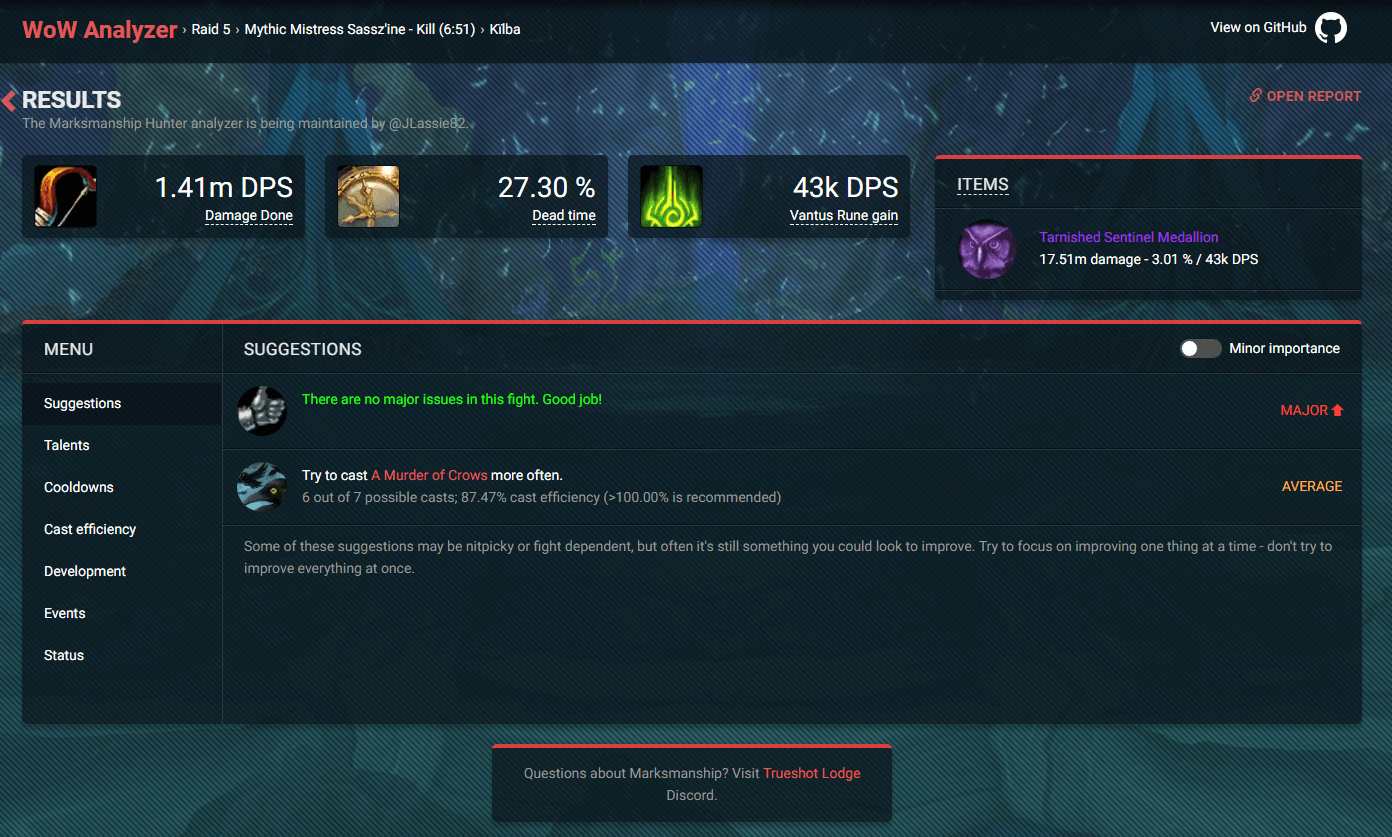 WoW Analyzer › Raid 5 › Mythic Mistress Sassz'ine - Kill (6:51) › Kîlba
View on GitHub
RESULTS
OPEN REPORT
The Marksmanship Hunter analyzer is being maintained by @JLassie82.
1.41m DPS
Damage Done
27.30 %
Dead time
43k DPS
Vantus Rune gain
ITEMS
Tarnished Sentinel Medallion
17.51m damage - 3.01 % / 43k DPS
MENU
Suggestions
Talents
Cooldowns
Cast efficiency
Development
Events
Status
SUGGESTIONS
Minor importance
There are no major issues in this fight. Good job!
MAJOR
Try to cast A Murder of Crows more often.
6 out of 7 possible casts; 87.47% cast efficiency (>100.00% is recommended)
AVERAGE
Some of these suggestions may be nitpicky or fight dependent, but often it's still something you could look to improve. Try to focus on improving one thing at a time - don't try to
improve everything at once.
Questions about Marksmanship? Visit Trueshot Lodge
Discord.